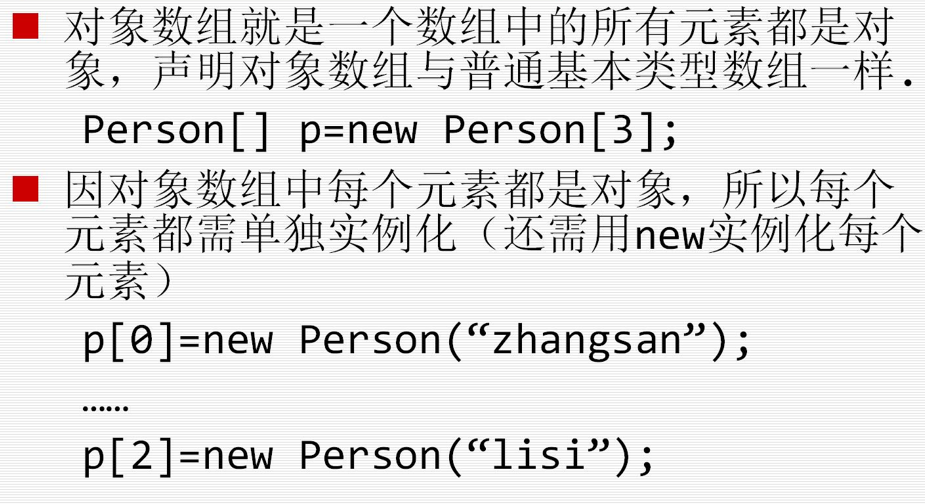 对象数组就是一个数组中的所有元素都是对
象，声明对象数组与普通基本类型数组一样.
Person[] p=new Person[3];
因对象数组中每个元素都是对象，所以每个
元素都需单独实例化（还需用new实例化每个
元素）
p[0]=new Person(“zhangsan”);
……
p[2]=new Person(“lisi”);